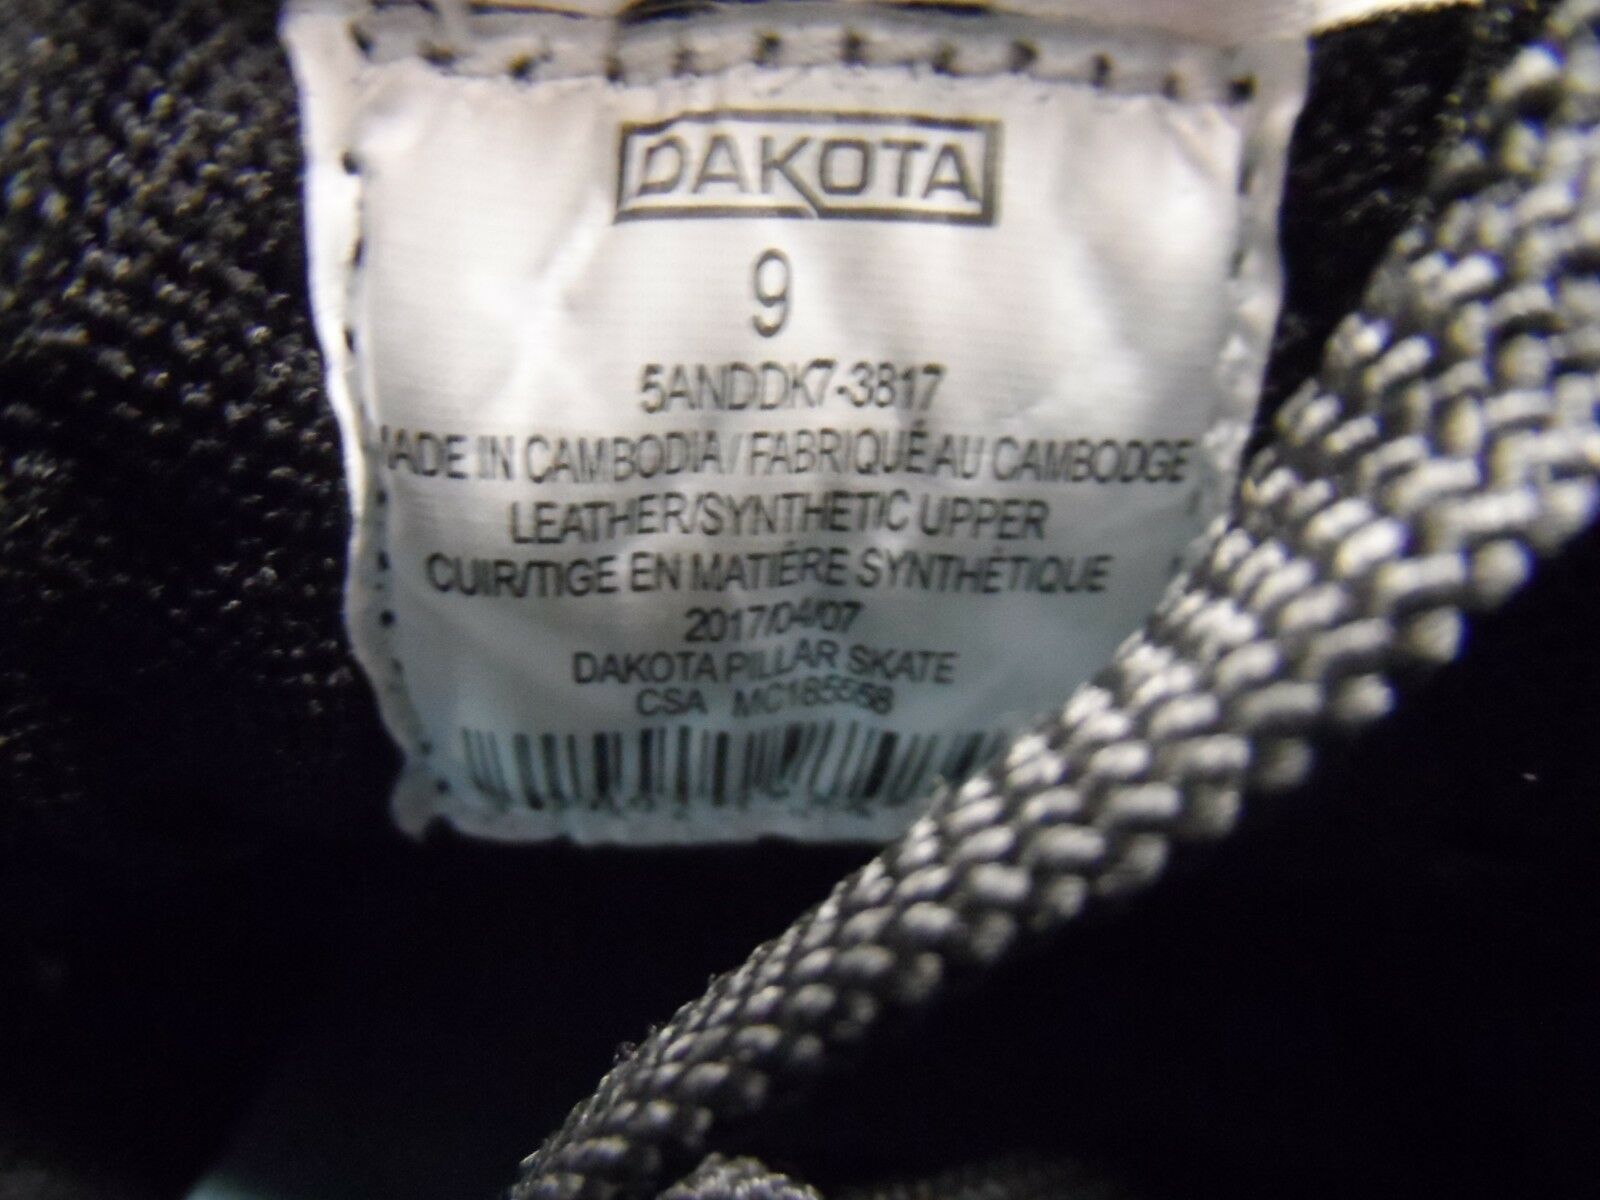 DAKOTA
9
5ANDDK7-3817
MADE IN CAMBODIA / FABRIQUÉ AU CAMBODGE
LEATHER/SYNTHETIC UPPER
CUIR/TIGE EN MATIÉRE SYNTHÉTIQUE
2017/04/07
DAKOTA PILLAR SKATE
CSA